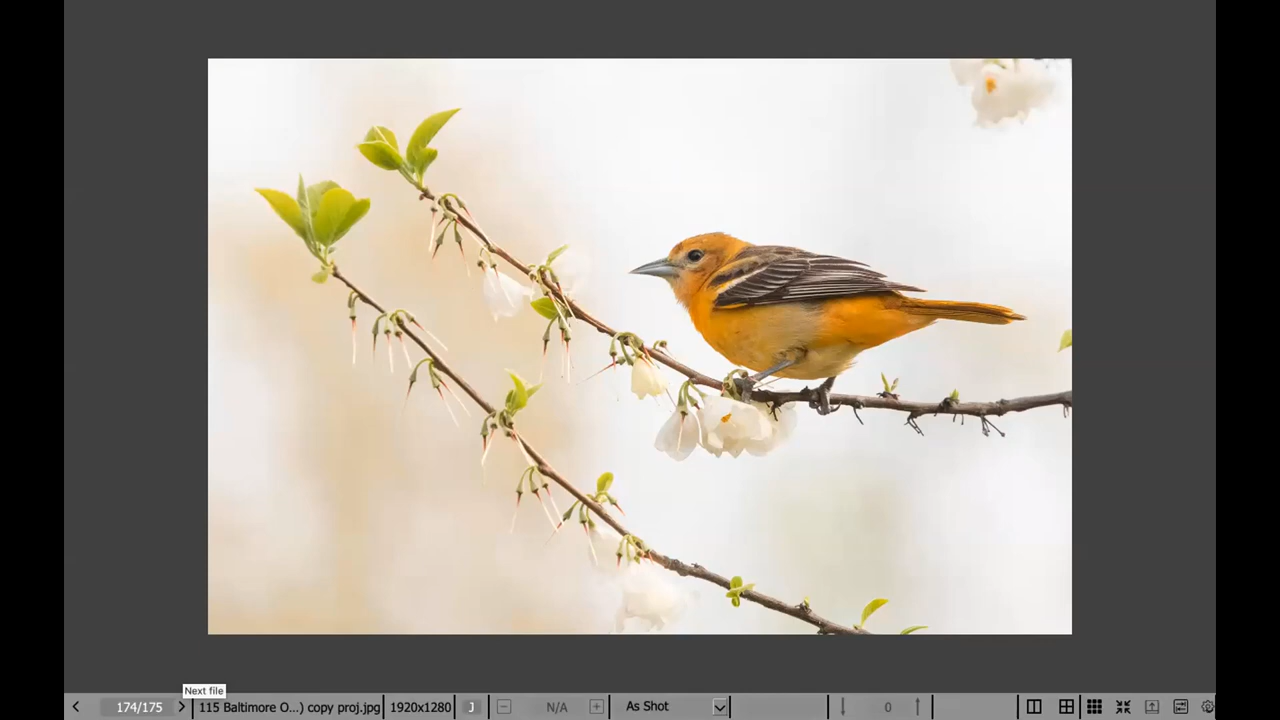 Next file
174/175
115 Baltimore O...) copy proj.jpg
1920x1280
J
N/A
As Shot
0